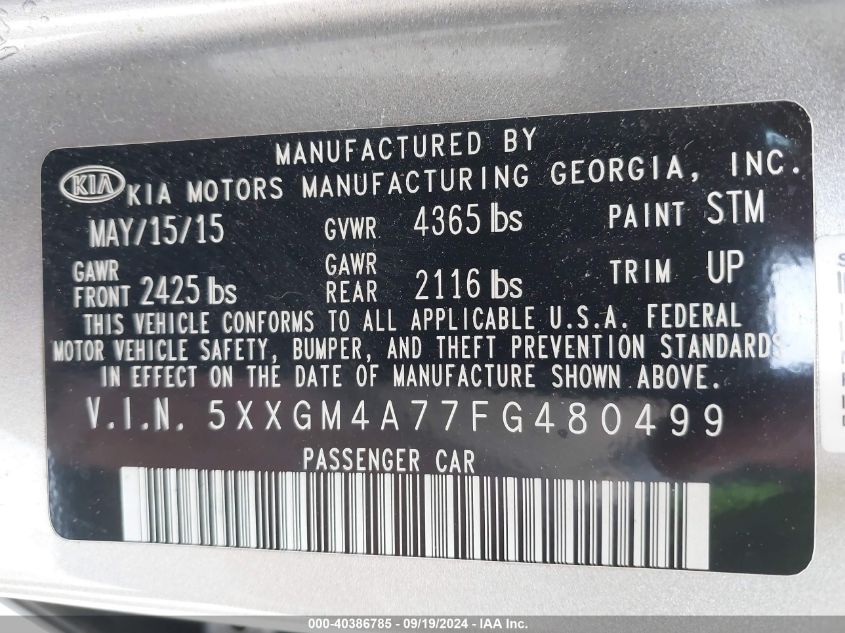 MANUFACTURED BY
KIA KIA MOTORS MANUFACTURING GEORGIA, INC.
MAY/15/15 GVWR 4365 lbs PAINT STM
GAWR FRONT 2425 lbs GAWR REAR 2116 lbs TRIM UP
THIS VEHICLE CONFORMS TO ALL APPLICABLE U.S.A. FEDERAL
MOTOR VEHICLE SAFETY, BUMPER, AND THEFT PREVENTION STANDARDS
IN EFFECT ON THE DATE OF MANUFACTURE SHOWN ABOVE.
V.I.N. 5XXGM4A77FG480499
PASSENGER CAR
000-40386785 - 09/19/2024 - IAA, Inc.